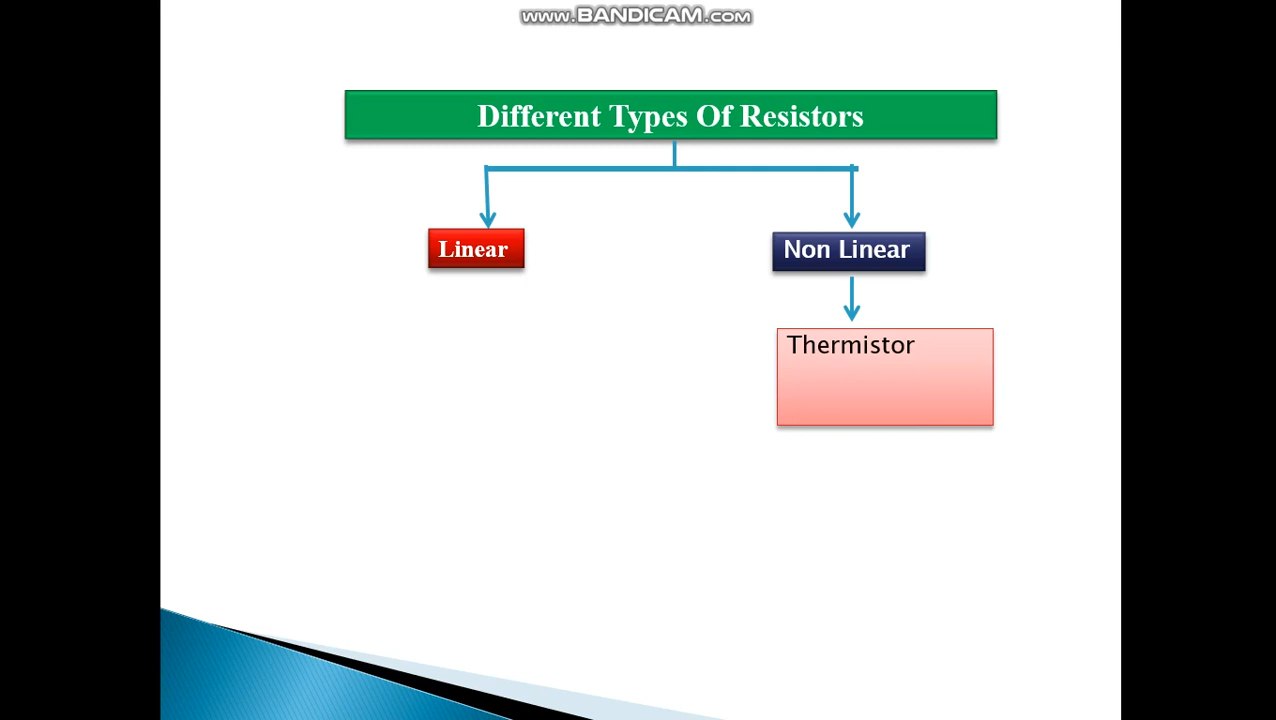 www.BANDICAM.com
Different Types Of Resistors
Linear
Non Linear
Thermistor